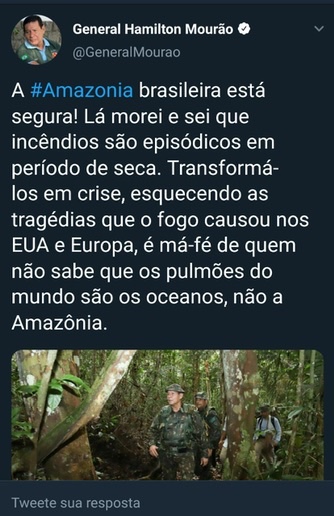 General Hamilton Mourão
@GeneralMourao
A #Amazonia brasileira está
segura! Lá morei e sei que
incêndios são episódicos em
período de seca. Transformá-
los em crise, esquecendo as
tragédias que o fogo causou nos
EUA e Europa, é má-fé de quem
não sabe que os pulmões do
mundo são os oceanos, não a
Amazônia.
Tweete sua resposta